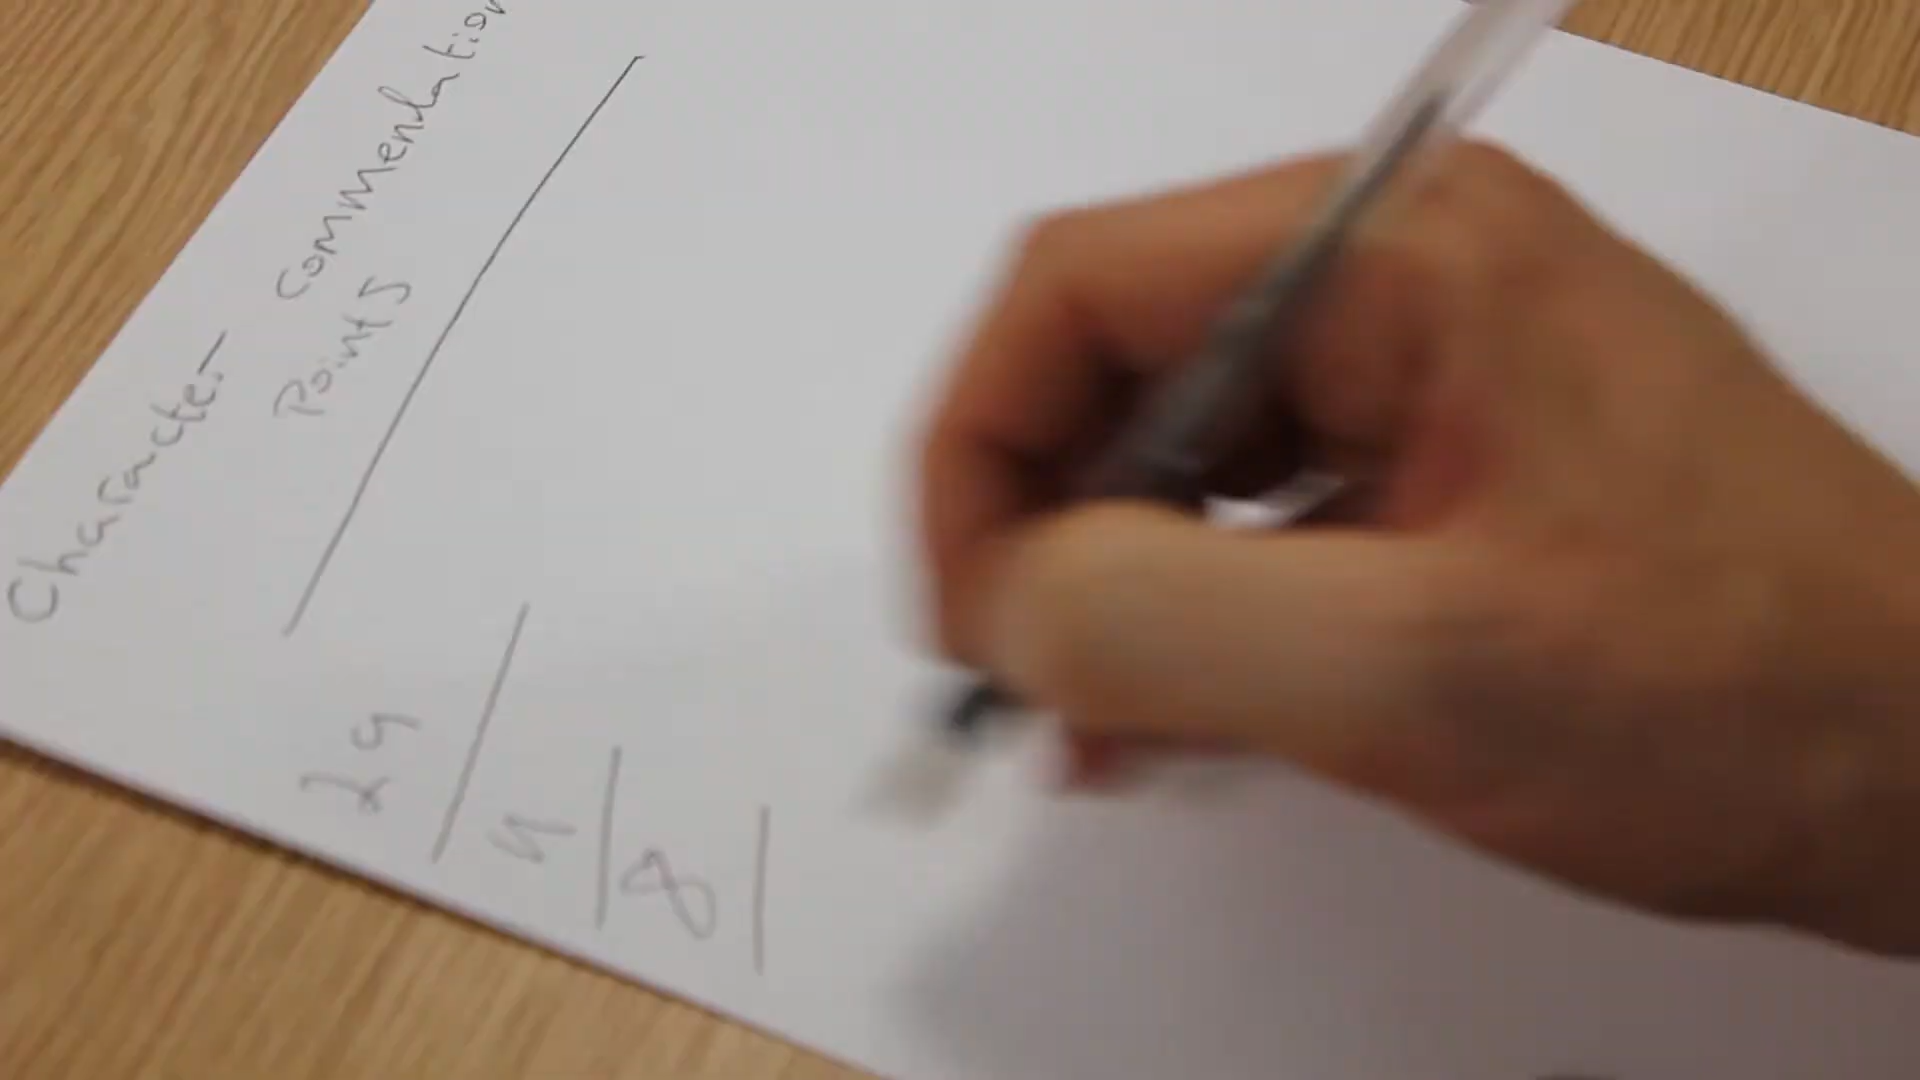 Character
Commendation
Points
29
4
8